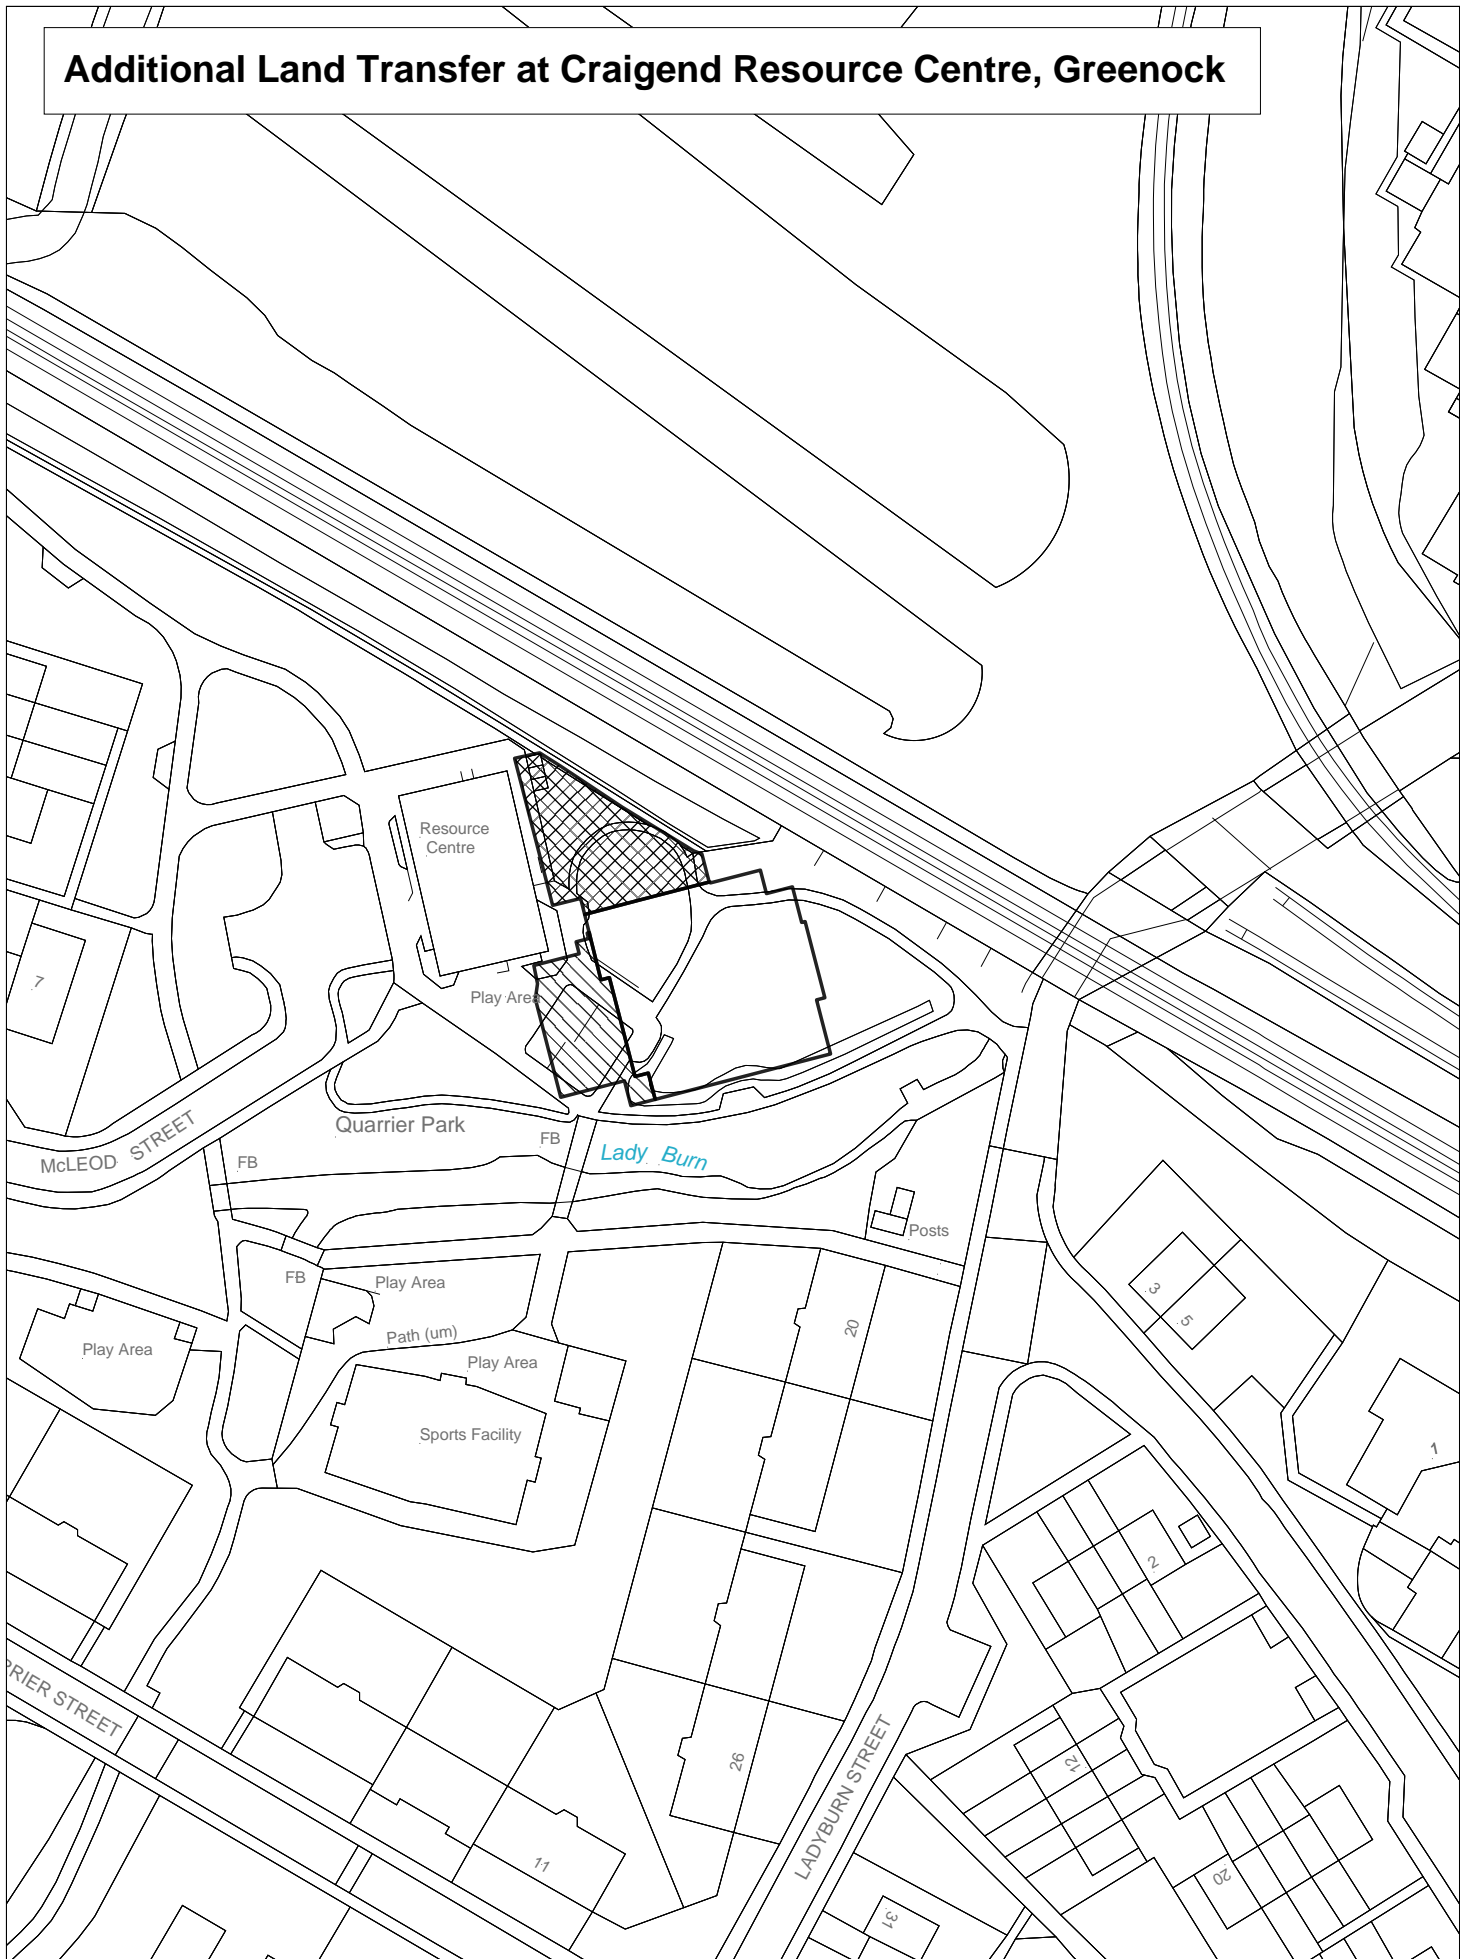 Additional Land Transfer at Craigend Resource Centre, Greenock
Resource
Centre
7
Play Area
Quarrier Park
McLEOD STREET
FB
FB
Lady Burn
Posts
FB
Play Area
3
5
20
Path (um)
Play Area
Play Area
Sports Facility
1
2
RRIER STREET
26
LADYBURN STREET
12
11
20
31